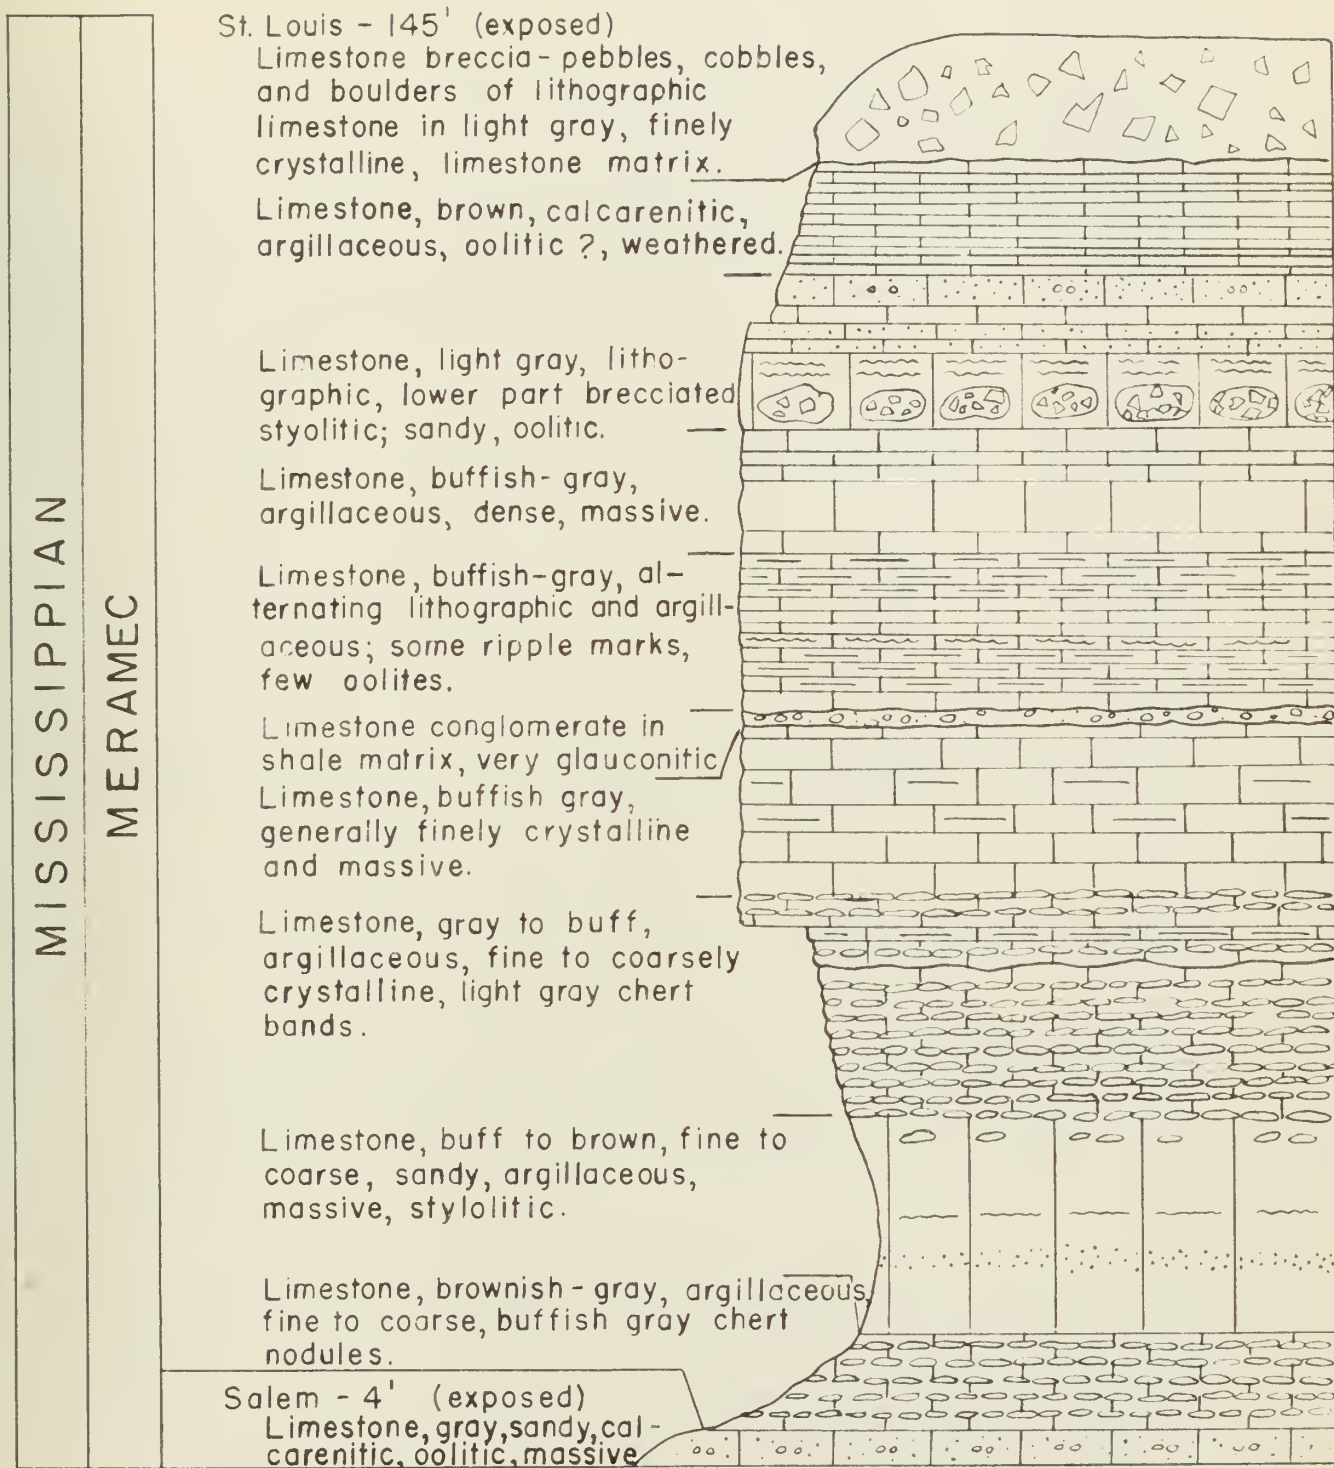 MISSISSIPPIAN
MERAMEC
St. Louis - 145' (exposed)
Limestone breccia - pebbles, cobbles,
and boulders of lithographic
limestone in light gray, finely
crystalline, limestone matrix.
Limestone, brown, calcarenitic,
argillaceous, oolitic ?, weathered.
Limestone, light gray, litho-
graphic, lower part brecciated
styolitic; sandy, oolitic.
Limestone, buffish-gray,
argillaceous, dense, massive.
Limestone, buffish-gray, al-
ternating lithographic and argill-
aceous; some ripple marks,
few oolites.
Limestone conglomerate in
shale matrix, very glauconitic
Limestone, buffish gray,
generally finely crystalline
and massive.
Limestone, gray to buff,
argillaceous, fine to coarsely
crystalline, light gray chert
bands.
Limestone, buff to brown, fine to
coarse, sandy, argillaceous,
massive, stylolitic.
Limestone, brownish-gray, argillaceous,
fine to coarse, buffish gray chert
nodules.
Salem - 4' (exposed)
Limestone, gray, sandy, cal-
carenitic, oolitic, massive